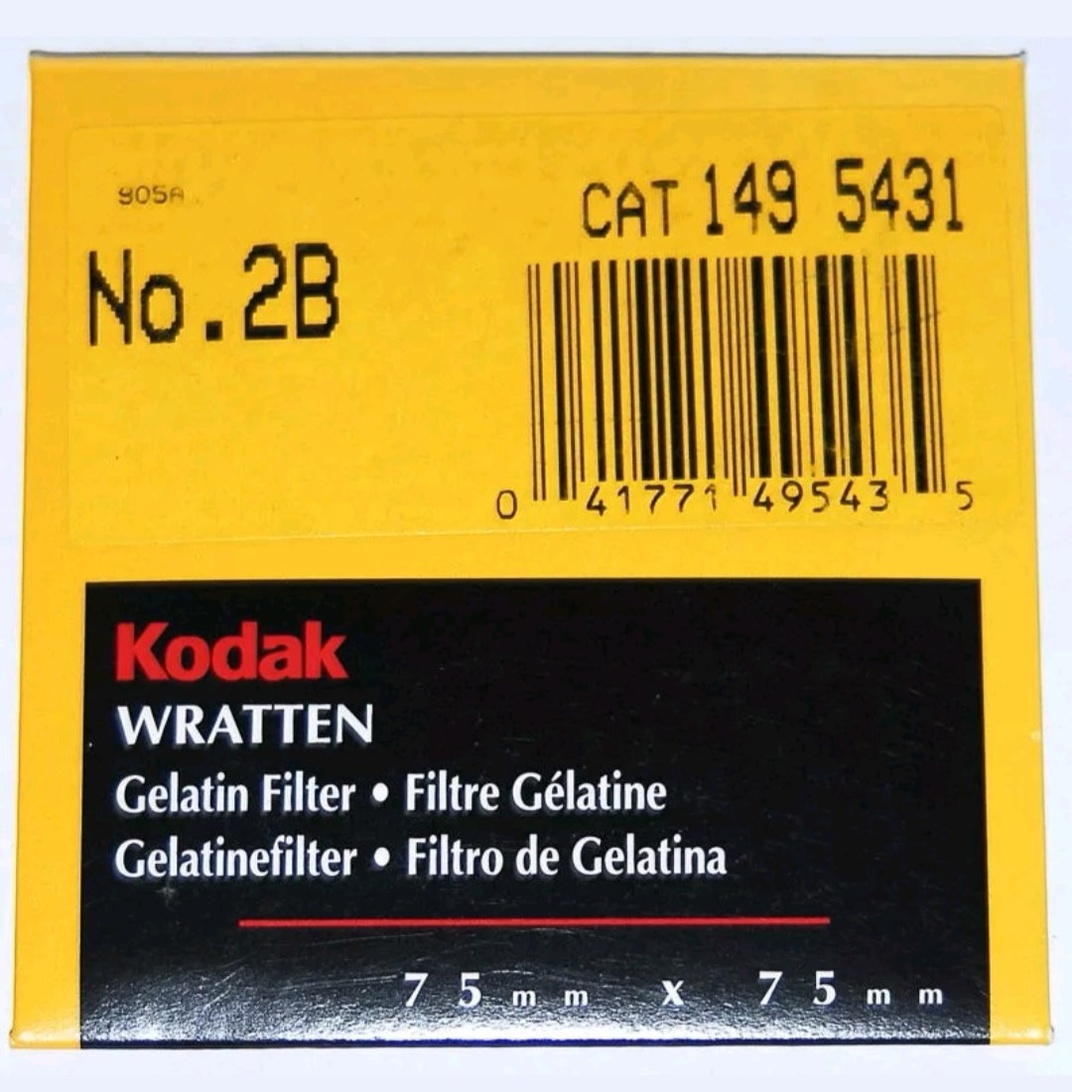 905A
CAT 149 5431
No.2B
0 41771 49543 5
Kodak
WRATTEN
Gelatin Filter • Filtre Gélatine
Gelatinefilter • Filtro de Gelatina
75mm x 75mm